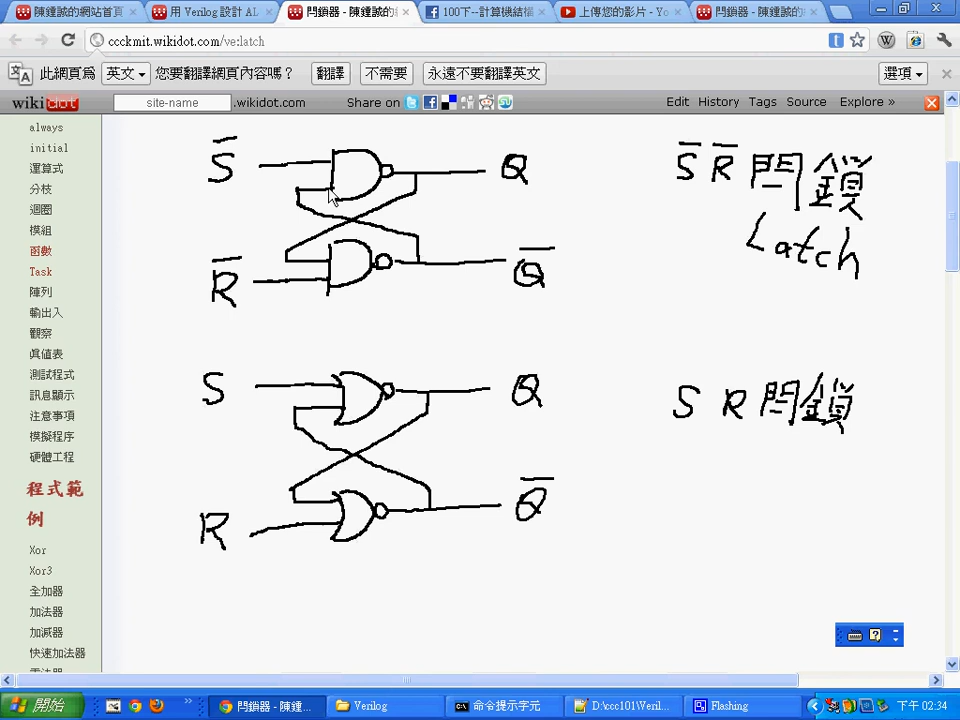 陳鍾誠的網站首頁
用 Verilog 設計 AL
閂鎖器 - 陳鍾誠的
100下--計算機結構
上傳您的影片 - Yo
閂鎖器 - 陳鍾誠的
ccckmit.wikidot.com/ve:latch
此網頁為 英文 您要翻譯網頁內容嗎？ 翻譯 不需要 永遠不要翻譯英文 選項
wikidot site-name .wikidot.com Share on Edit History Tags Source Explore »
always
initial
運算式
分枝
迴圈
模組
函數
Task
陣列
輸出入
觀察
真值表
測試程式
訊息顯示
注意事項
模擬程序
硬體工程
程式範
例
Xor
Xor3
全加器
加法器
加減器
快速加法器
S̅ Q S̅ R̅ 閂鎖
Latch
R̅ Q̅
S Q S R 閂鎖
R Q̅
開始 閂鎖器 - 陳鍾... Verilog 命令提示字元 D:\ccc101\Veril... Flashing 下午 02:34